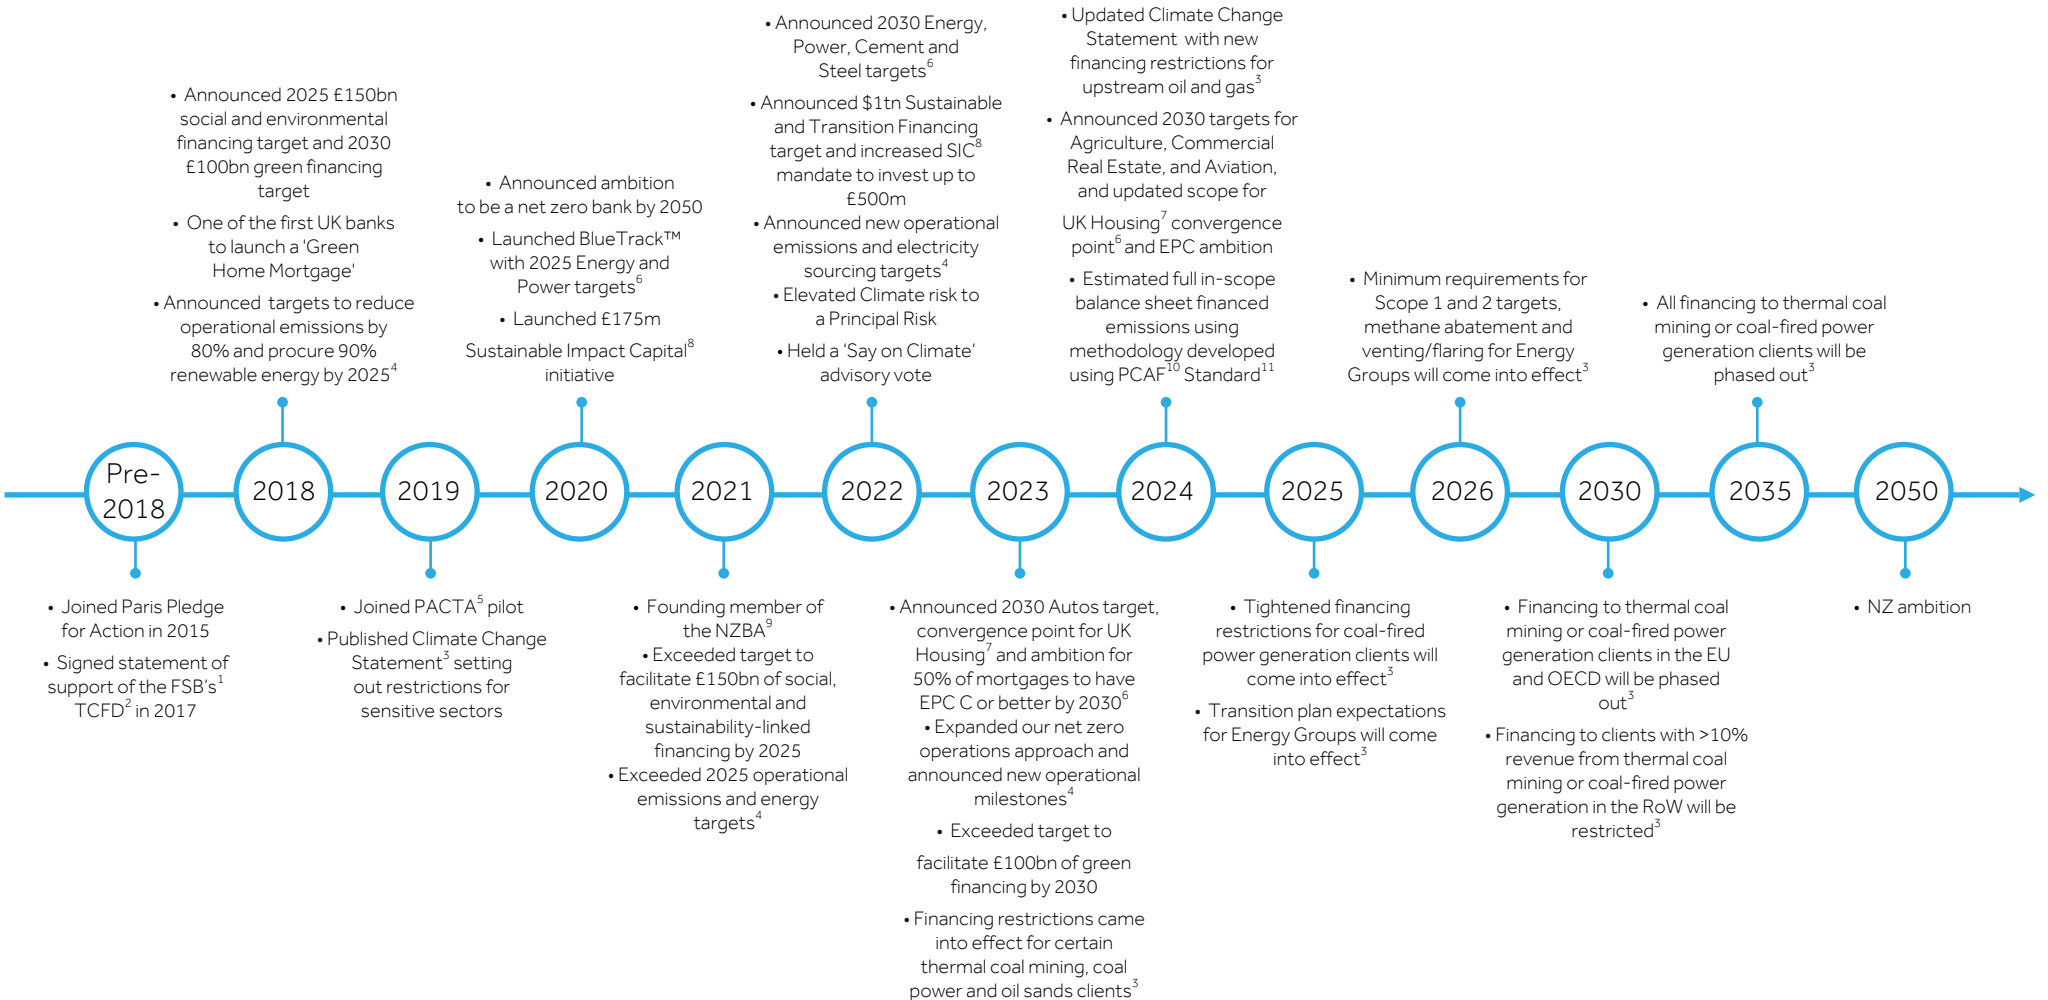 • Announced 2025 £150bn
social and environmental
financing target and 2030
£100bn green financing
target
• One of the first UK banks
to launch a 'Green
Home Mortgage'
• Announced targets to reduce
operational emissions by
80% and procure 90%
renewable energy by 2025⁴
• Announced ambition
to be a net zero bank by 2050
• Launched BlueTrack™
with 2025 Energy and
Power targets⁶
• Launched £175m
Sustainable Impact Capital⁸
initiative
• Announced 2030 Energy,
Power, Cement and
Steel targets⁶
• Announced $1tn Sustainable
and Transition Financing
target and increased SIC⁸
mandate to invest up to
£500m
• Announced new operational
emissions and electricity
sourcing targets⁴
• Elevated Climate risk to
a Principal Risk
• Held a ‘Say on Climate’
advisory vote
• Updated Climate Change
Statement with new
financing restrictions for
upstream oil and gas³
• Announced 2030 targets for
Agriculture, Commercial
Real Estate, and Aviation,
and updated scope for
UK Housing⁷ convergence
point⁶ and EPC ambition
• Estimated full in-scope
balance sheet financed
emissions using
methodology developed
using PCAF¹⁰ Standard¹¹
• Minimum requirements for
Scope 1 and 2 targets,
methane abatement and
venting/flaring for Energy
Groups will come into effect³
• All financing to thermal coal
mining or coal-fired power
generation clients will be
phased out³
Pre-
2018
2018
2019
2020
2021
2022
2023
2024
2025
2026
2030
2035
2050
• Joined Paris Pledge
for Action in 2015
• Signed statement of
support of the FSB's¹
TCFD² in 2017
• Joined PACTA⁵ pilot
• Published Climate Change
Statement³ setting
out restrictions for
sensitive sectors
• Founding member of
the NZBA⁹
• Exceeded target to
facilitate £150bn of social,
environmental and
sustainability-linked
financing by 2025
• Exceeded 2025 operational
emissions and energy
targets⁴
• Announced 2030 Autos target,
convergence point for UK
Housing⁷ and ambition for
50% of mortgages to have
EPC C or better by 2030⁶
• Expanded our net zero
operations approach and
announced new operational
milestones⁴
• Exceeded target to
facilitate £100bn of green
financing by 2030
• Financing restrictions came
into effect for certain
thermal coal mining, coal
power and oil sands clients³
• Tightened financing
restrictions for coal-fired
power generation clients will
come into effect³
• Transition plan expectations
for Energy Groups will come
into effect³
• Financing to thermal coal
mining or coal-fired power
generation clients in the EU
and OECD will be phased
out³
• Financing to clients with >10%
revenue from thermal coal
mining or coal-fired power
generation in the RoW will be
restricted³
• NZ ambition